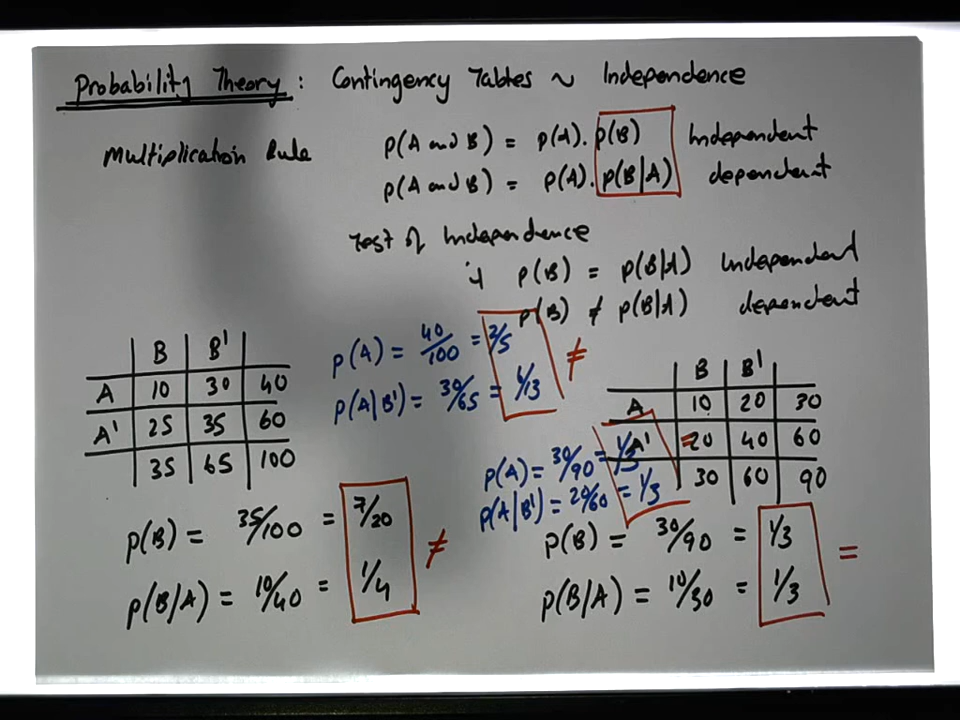 Probability Theory : Contingency Tables ~ Independence
Multiplication Rule
p(A and B) = p(A). p(B) Independent
p(A and B) = p(A). p(B|A) dependent
Test of Independence
if p(B) = p(B|A) Independent
p(B) ≠ p(B|A) dependent
B B'
A 10 30 40
A' 25 35 60
35 65 100
p(A) = 40/100 = 2/5
p(A|B') = 30/65 = 6/13
≠
p(B) = 35/100 = 7/20
p(B|A) = 10/40 = 1/4
≠
B B'
A 10 20 30
A' 20 40 60
30 60 90
p(A) = 30/90 = 1/3
p(A|B') = 20/60 = 1/3
=
p(B) = 30/90 = 1/3
p(B|A) = 10/30 = 1/3
=